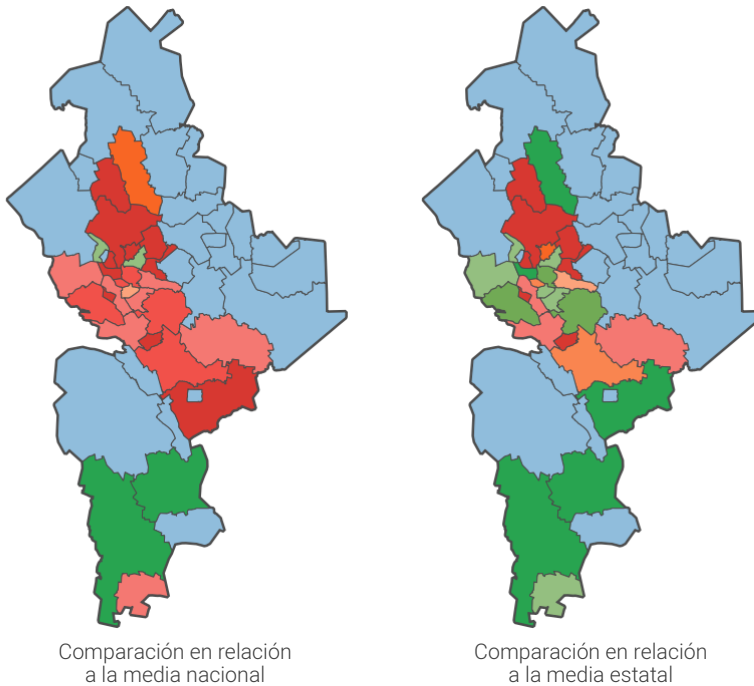 Comparación en relación
a la media nacional
Comparación en relación
a la media estatal